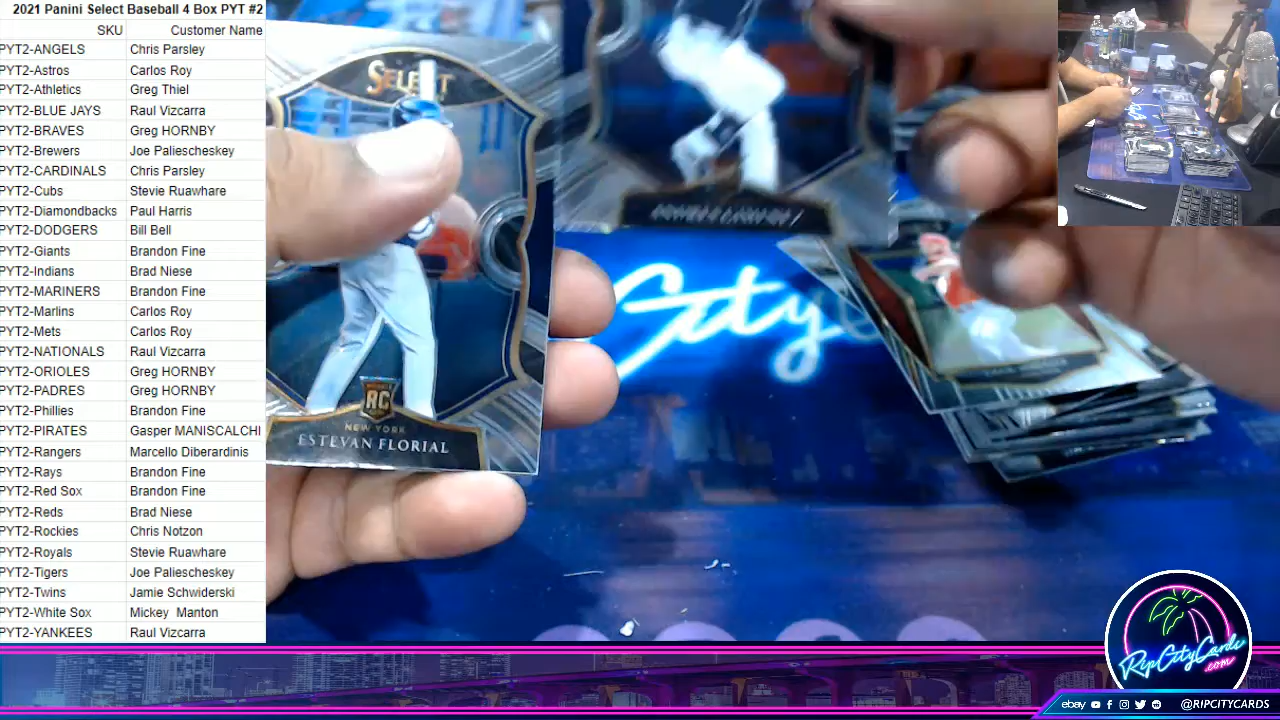 2021 Panini Select Baseball 4 Box PYT #2
SKU Customer Name
PYT2-ANGELS Chris Parsley
PYT2-Astros Carlos Roy
PYT2-Athletics Greg Thiel
PYT2-BLUE JAYS Raul Vizcarra
PYT2-BRAVES Greg HORNBY
PYT2-Brewers Joe Paliescheskey
PYT2-CARDINALS Chris Parsley
PYT2-Cubs Stevie Ruawhare
PYT2-Diamondbacks Paul Harris
PYT2-DODGERS Bill Bell
PYT2-Giants Brandon Fine
PYT2-Indians Brad Niese
PYT2-MARINERS Brandon Fine
PYT2-Marlins Carlos Roy
PYT2-Mets Carlos Roy
PYT2-NATIONALS Raul Vizcarra
PYT2-ORIOLES Greg HORNBY
PYT2-PADRES Greg HORNBY
PYT2-Phillies Brandon Fine
PYT2-PIRATES Gasper MANISCALCHI
PYT2-Rangers Marcello Diberardinis
PYT2-Rays Brandon Fine
PYT2-Red Sox Brandon Fine
PYT2-Reds Brad Niese
PYT2-Rockies Chris Notzon
PYT2-Royals Stevie Ruawhare
PYT2-Tigers Joe Paliescheskey
PYT2-Twins Jamie Schwiderski
PYT2-White Sox Mickey Manton
PYT2-YANKEES Raul Vizcarra
SELECT
RC
NEW YORK
ESTEVAN FLORIAL
City
RipCityCards
.com
ebay @RIPCITYCARDS